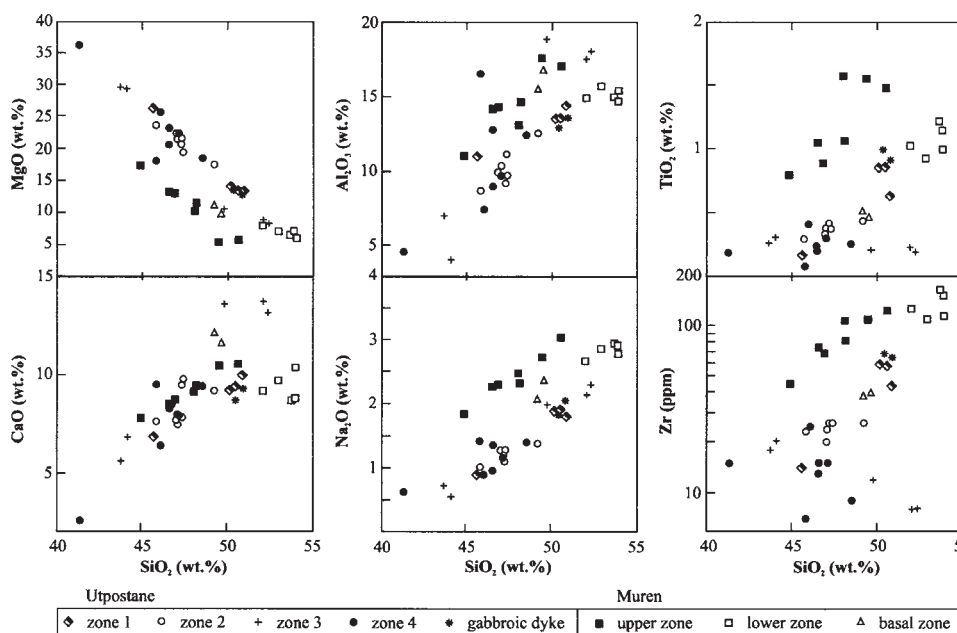 40
35
30
25
20
15
10
5
15
MgO (wt.%)
20
15
10
5
4
Al₂O₃ (wt.%)
2
1
200
TiO₂ (wt.%)
10
5
CaO (wt.%)
3
2
1
Na₂O (wt.%)
100
10
Zr (ppm)
40 45 50 55
SiO₂ (wt.%)
40 45 50 55
SiO₂ (wt.%)
40 45 50 55
SiO₂ (wt.%)
Utpostane Muren
zone 1 zone 2 zone 3 zone 4 gabbroic dyke upper zone lower zone basal zone